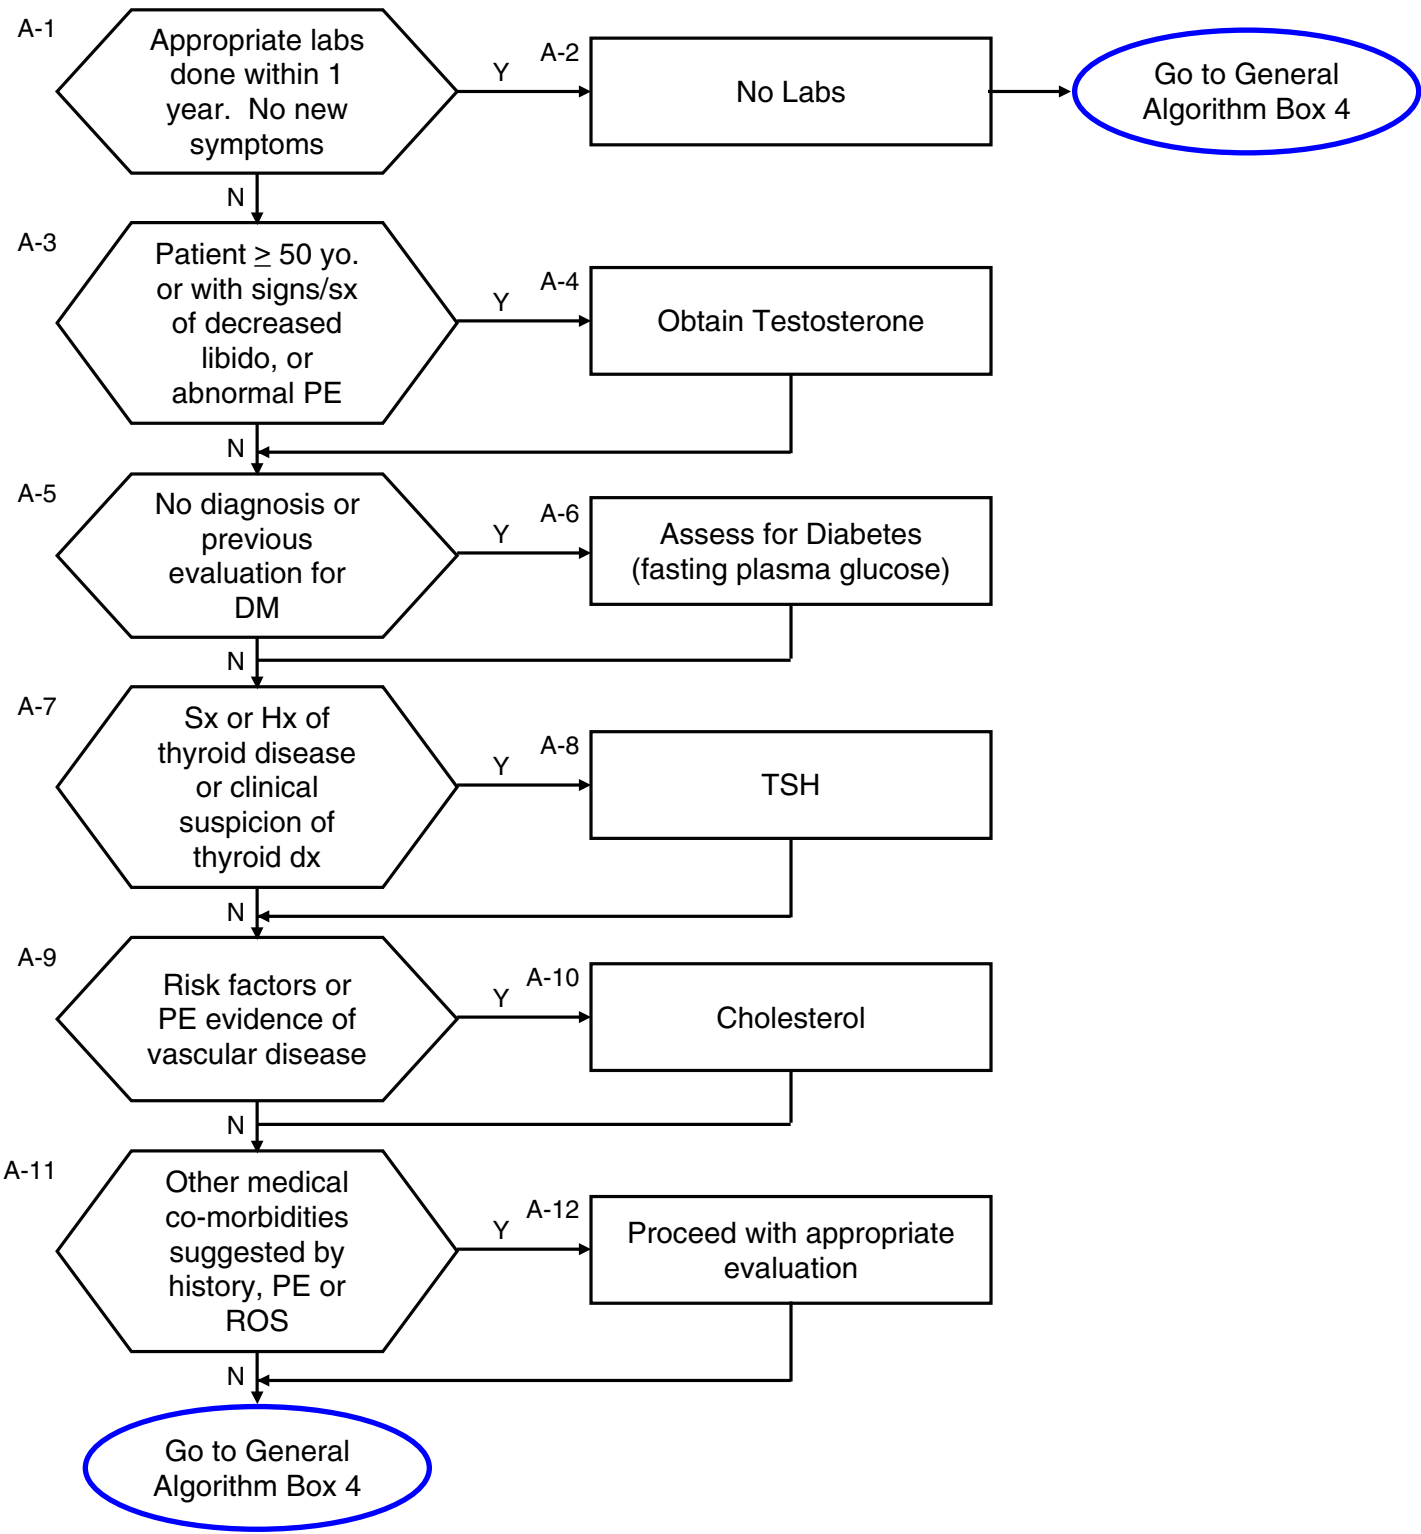 A-1
Appropriate labs
done within 1
year.  No new
symptoms
Y
A-2
No Labs
Go to General
Algorithm Box 4
N
A-3
Patient ≥ 50 yo.
or with signs/sx
of decreased
libido, or
abnormal PE
Y
A-4
Obtain Testosterone
N
A-5
No diagnosis or
previous
evaluation for
DM
Y
A-6
Assess for Diabetes
(fasting plasma glucose)
N
A-7
Sx or Hx of
thyroid disease
or clinical
suspicion of
thyroid dx
Y
A-8
TSH
N
A-9
Risk factors or
PE evidence of
vascular disease
Y
A-10
Cholesterol
N
A-11
Other medical
co-morbidities
suggested by
history, PE or
ROS
Y
A-12
Proceed with appropriate
evaluation
N
Go to General
Algorithm Box 4